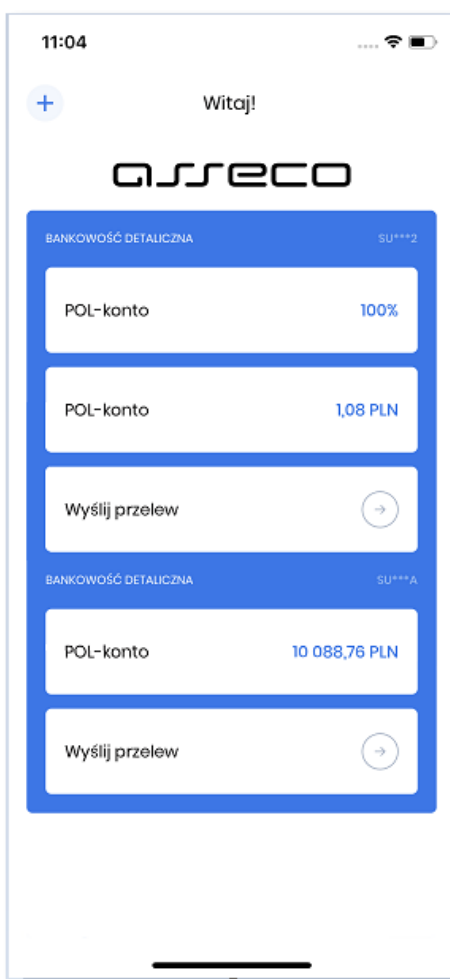 11:04
Witaj!
asseco
BANKOWOŚĆ DETALICZNA SU***2
POL-konto 100%
POL-konto 1,08 PLN
Wyślij przelew
BANKOWOŚĆ DETALICZNA SU***A
POL-konto 10 088,76 PLN
Wyślij przelew